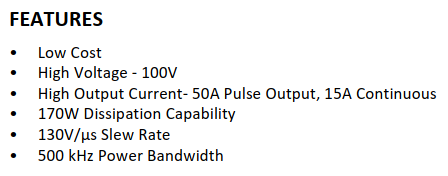 FEATURES
• Low Cost
• High Voltage - 100V
• High Output Current- 50A Pulse Output, 15A Continuous
• 170W Dissipation Capability
• 130V/µs Slew Rate
• 500 kHz Power Bandwidth